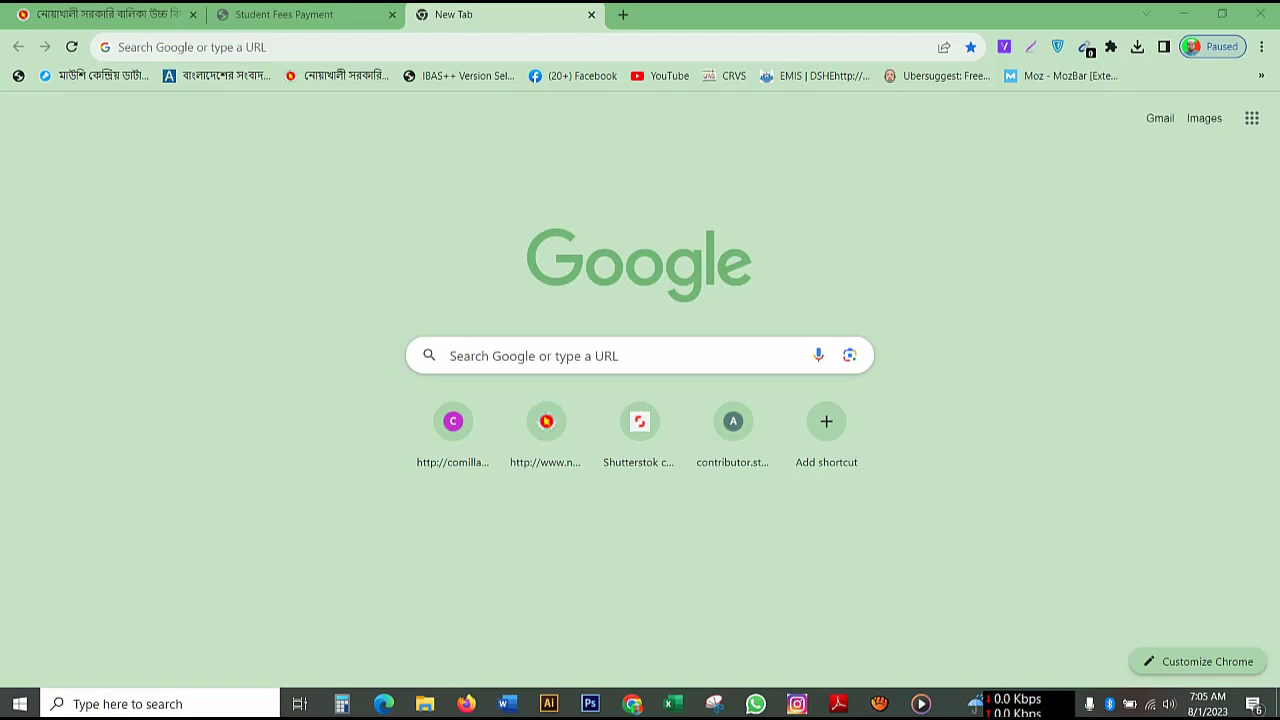 নোয়াখালী সরকারি বালিকা উচ্চ বি
Student Fees Payment
New Tab
Search Google or type a URL
Paused
মাউশি কেন্দ্রিয় ডাটা...
বাংলাদেশের সংবাদ...
নোয়াখালী সরকারি...
IBAS++ Version Sel...
(20+) Facebook
YouTube
CRVS
EMIS | DSHEhttp://...
Ubersuggest: Free...
Moz - MozBar [Exte...
»
Gmail Images
Google
Search Google or type a URL
C
A
http://comilla...
http://www.n...
Shutterstok c...
contributor.st...
Add shortcut
Customize Chrome
Type here to search
0.0 Kbps
0.0 Kbps
7:05 AM
8/1/2023
6